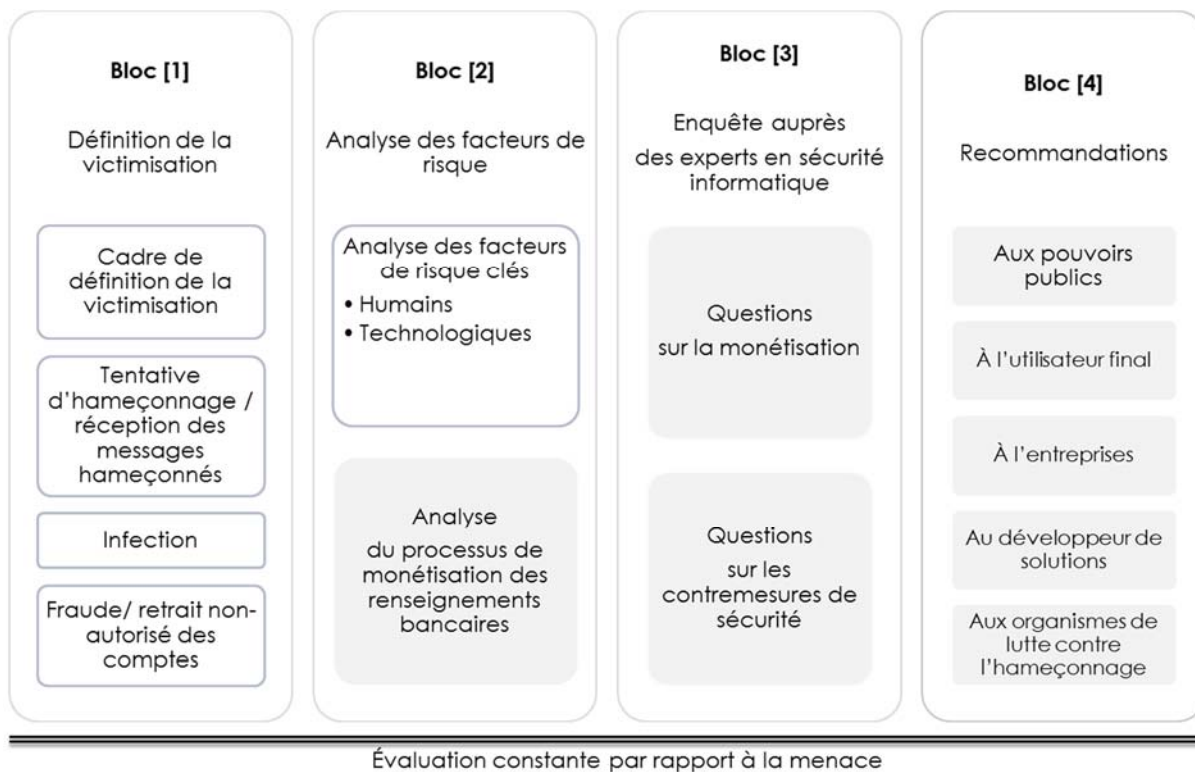 Bloc [1]
Définition de la
victimisation
Cadre de
définition de la
victimisation
Tentative
d'hameçonnage /
réception des
messages
hameçonnés
Infection
Fraude/ retrait non-
autorisé des
comptes
Bloc [2]
Analyse des facteurs de
risque
Analyse des facteurs
de risque clés
• Humains
• Technologiques
Analyse
du processus de
monétisation des
renseignements
bancaires
Bloc [3]
Enquête auprès
des experts en sécurité
informatique
Questions
sur la monétisation
Questions
sur les
contremesures de
sécurité
Bloc [4]
Recommandations
Aux pouvoirs
publics
À l'utilisateur final
À l'entreprises
Au développeur de
solutions
Aux organismes de
lutte contre
l'hameçonnage
Évaluation constante par rapport à la menace